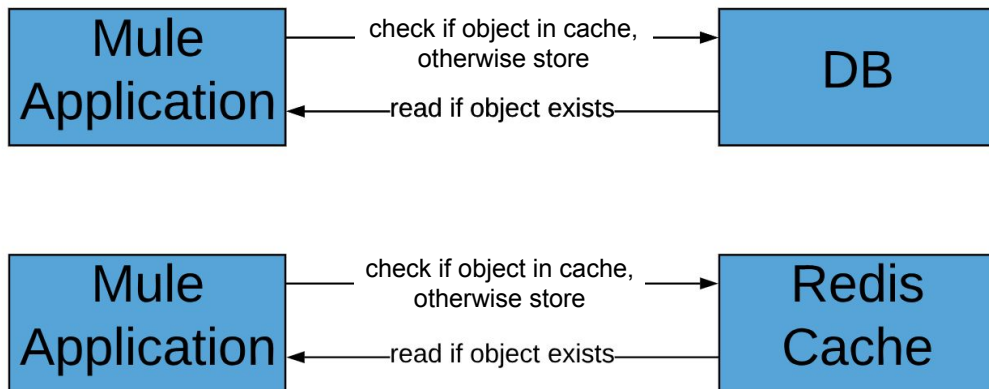 Mule
Application
check if object in cache,
otherwise store
read if object exists
DB
Mule
Application
check if object in cache,
otherwise store
read if object exists
Redis
Cache